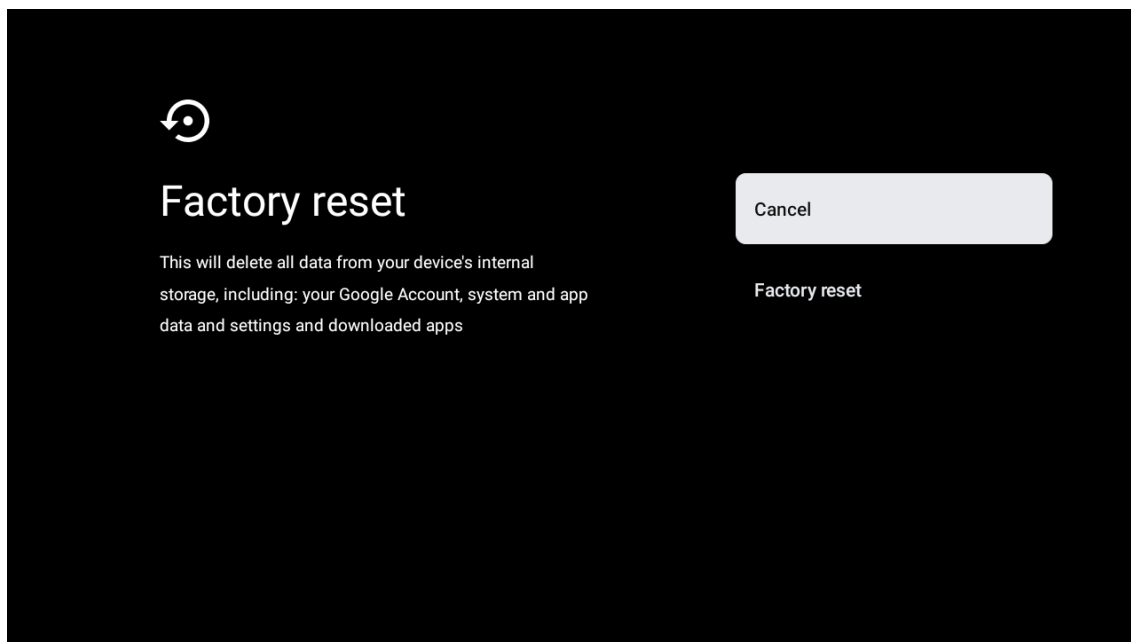 Factory reset
This will delete all data from your device's internal
storage, including: your Google Account, system and app
data and settings and downloaded apps
Cancel
Factory reset